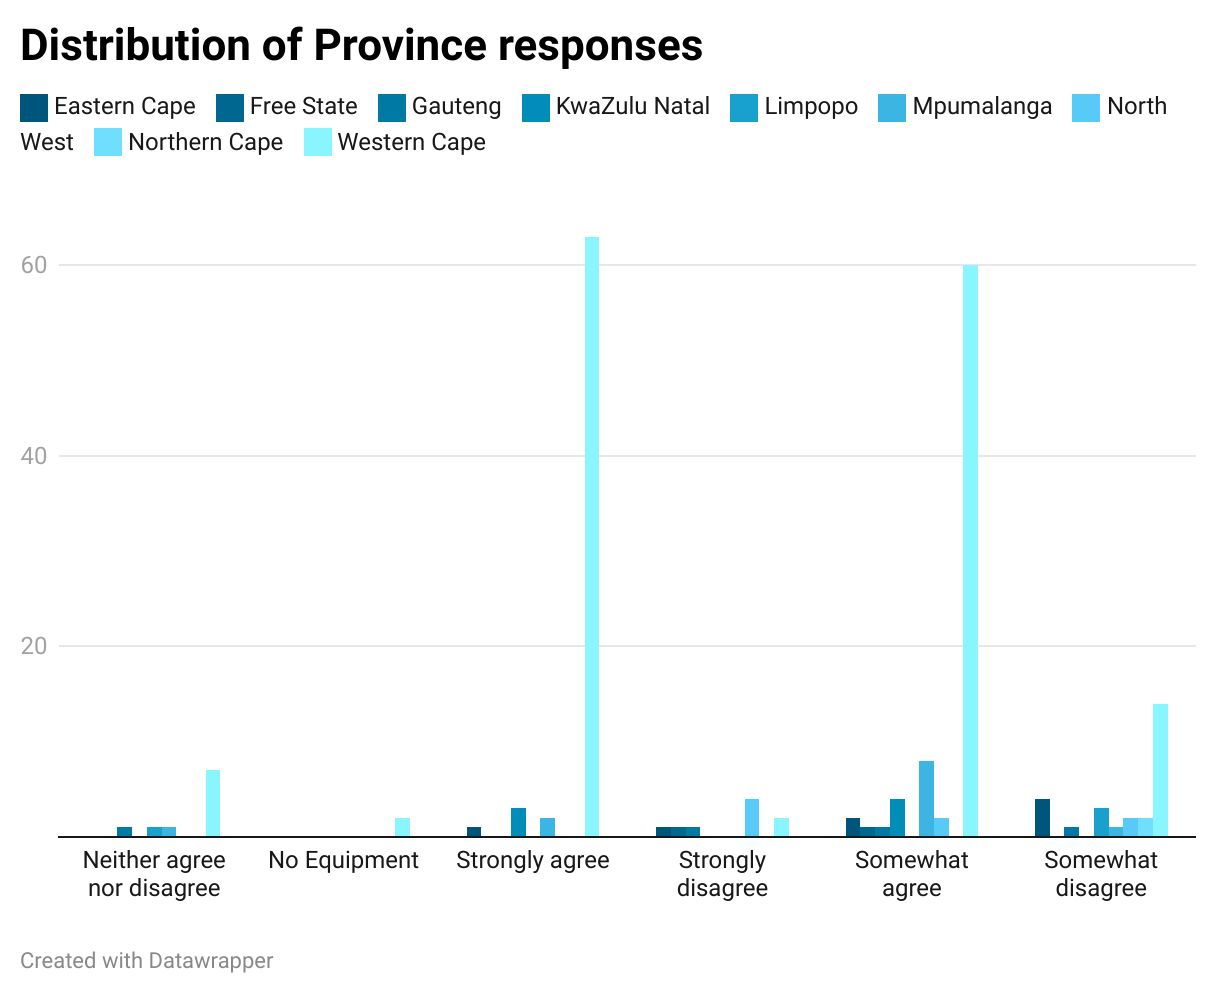 Distribution of Province responses
Eastern Cape Free State Gauteng KwaZulu Natal Limpopo Mpumalanga North
West Northern Cape Western Cape
60
40
20
Neither agree No Equipment Strongly agree Strongly Somewhat Somewhat
nor disagree disagree agree disagree
Created with Datawrapper